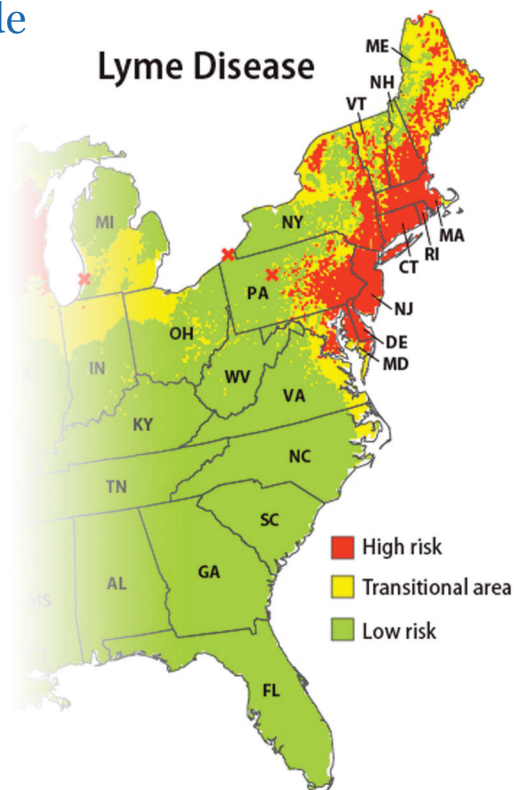 Lyme Disease
ME
NH
VT
MI
NY
MA
RI
CT
PA
NJ
OH
DE
MD
IN
WV
VA
KY
NC
TN
SC
High risk
Transitional area
GA
AL
MS
Low risk
FL